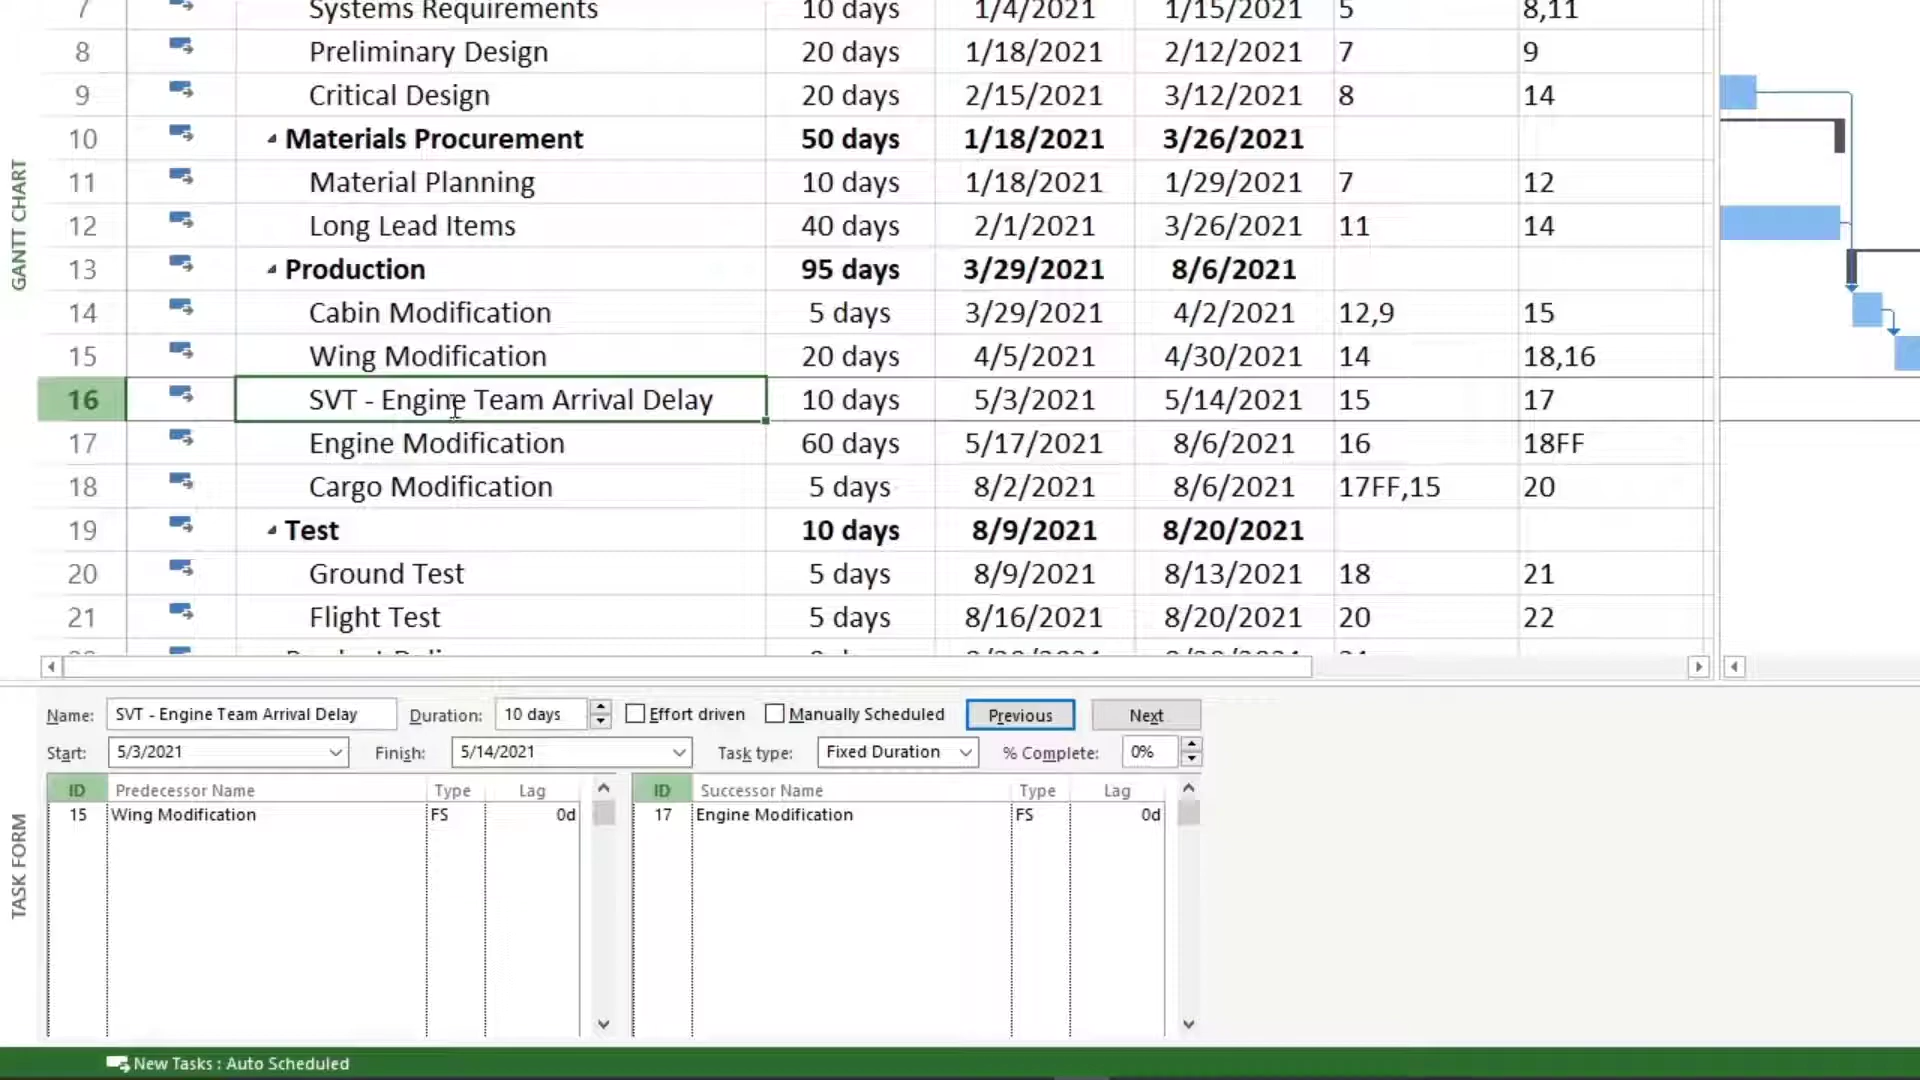 7 Systems Requirements 10 days 1/4/2021 1/15/2021 5 8,11
8 Preliminary Design 20 days 1/18/2021 2/12/2021 7 9
9 Critical Design 20 days 2/15/2021 3/12/2021 8 14
10 Materials Procurement 50 days 1/18/2021 3/26/2021
11 Material Planning 10 days 1/18/2021 1/29/2021 7 12
12 Long Lead Items 40 days 2/1/2021 3/26/2021 11 14
13 Production 95 days 3/29/2021 8/6/2021
14 Cabin Modification 5 days 3/29/2021 4/2/2021 12,9 15
15 Wing Modification 20 days 4/5/2021 4/30/2021 14 18,16
16 SVT - Engine Team Arrival Delay 10 days 5/3/2021 5/14/2021 15 17
17 Engine Modification 60 days 5/17/2021 8/6/2021 16 18FF
18 Cargo Modification 5 days 8/2/2021 8/6/2021 17FF,15 20
19 Test 10 days 8/9/2021 8/20/2021
20 Ground Test 5 days 8/9/2021 8/13/2021 18 21
21 Flight Test 5 days 8/16/2021 8/20/2021 20 22
GANTT CHART
Name: SVT - Engine Team Arrival Delay Duration: 10 days Effort driven Manually Scheduled Previous Next
Start: 5/3/2021 Finish: 5/14/2021 Task type: Fixed Duration % Complete: 0%
ID Predecessor Name Type Lag ID Successor Name Type Lag
15 Wing Modification FS 0d 17 Engine Modification FS 0d
TASK FORM
New Tasks : Auto Scheduled